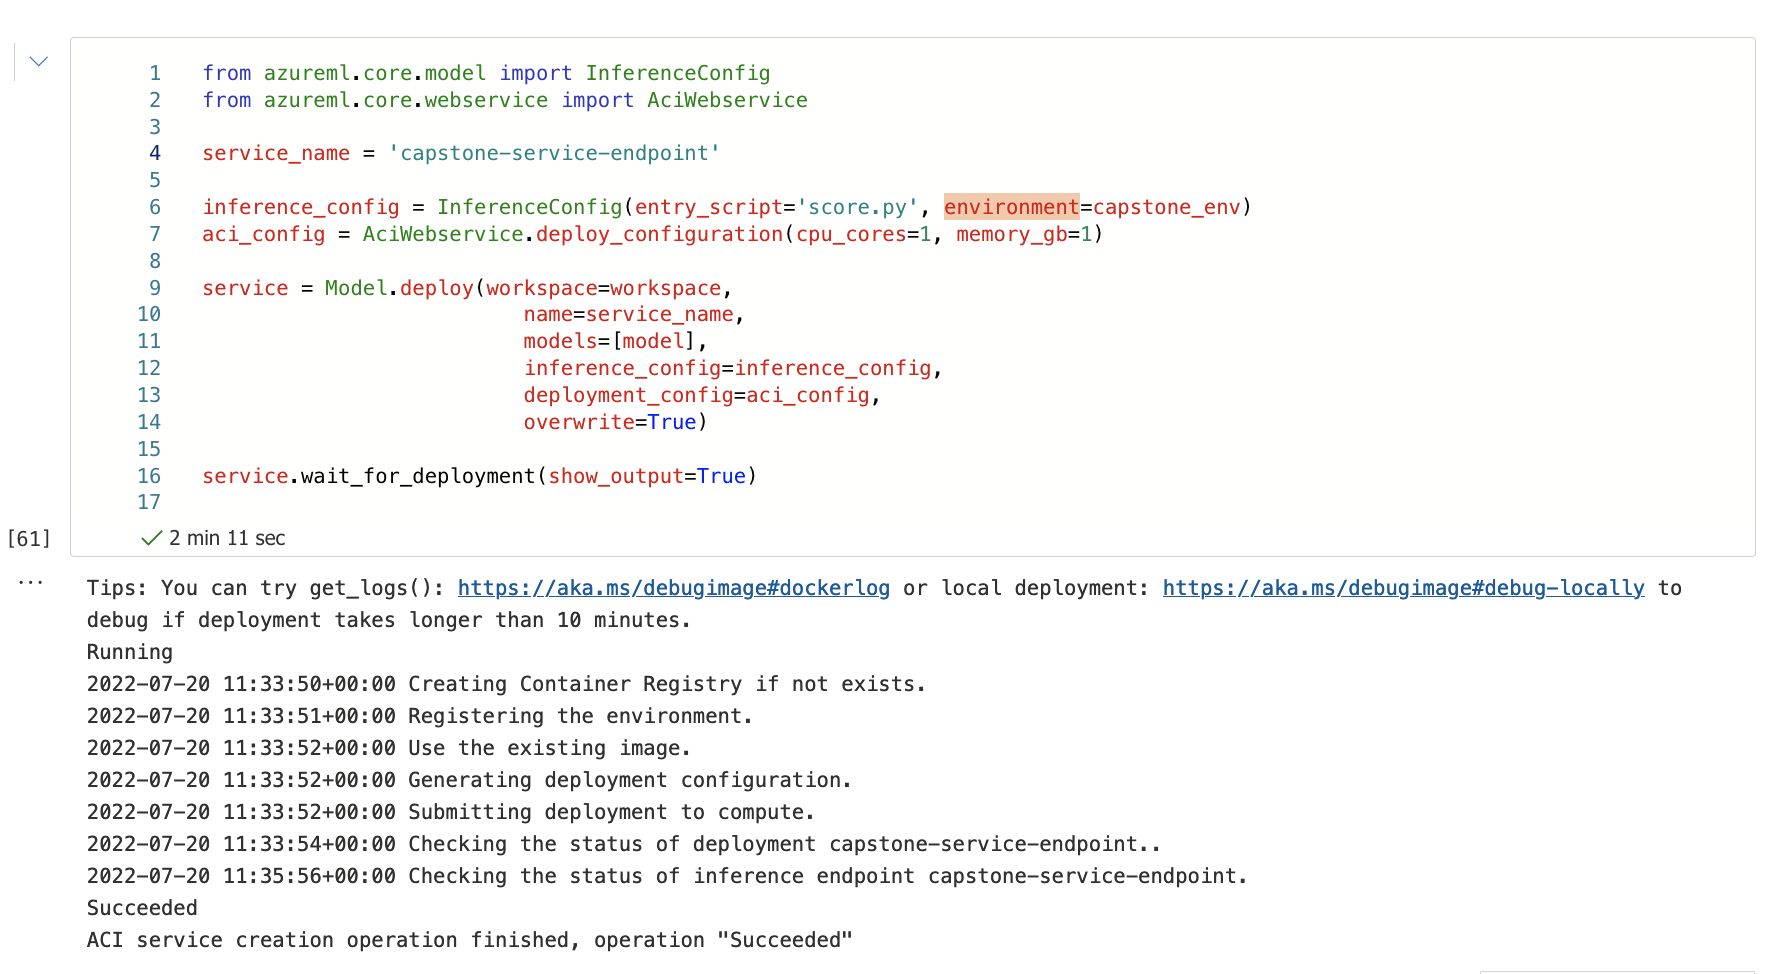 1 from azureml.core.model import InferenceConfig
2 from azureml.core.webservice import AciWebservice
3
4 service_name = 'capstone-service-endpoint'
5
6 inference_config = InferenceConfig(entry_script='score.py', environment=capstone_env)
7 aci_config = AciWebservice.deploy_configuration(cpu_cores=1, memory_gb=1)
8
9 service = Model.deploy(workspace=workspace,
10 name=service_name,
11 models=[model],
12 inference_config=inference_config,
13 deployment_config=aci_config,
14 overwrite=True)
15
16 service.wait_for_deployment(show_output=True)
17
[61] 2 min 11 sec
Tips: You can try get_logs(): https://aka.ms/debugimage#dockerlog or local deployment: https://aka.ms/debugimage#debug-locally to
debug if deployment takes longer than 10 minutes.
Running
2022-07-20 11:33:50+00:00 Creating Container Registry if not exists.
2022-07-20 11:33:51+00:00 Registering the environment.
2022-07-20 11:33:52+00:00 Use the existing image.
2022-07-20 11:33:52+00:00 Generating deployment configuration.
2022-07-20 11:33:52+00:00 Submitting deployment to compute.
2022-07-20 11:33:54+00:00 Checking the status of deployment capstone-service-endpoint..
2022-07-20 11:35:56+00:00 Checking the status of inference endpoint capstone-service-endpoint.
Succeeded
ACI service creation operation finished, operation "Succeeded"